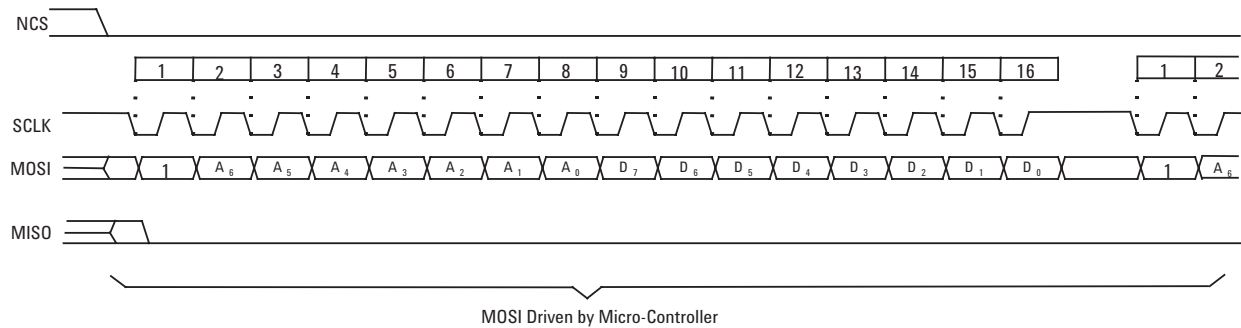 NCS
1 2 3 4 5 6 7 8 9 10 11 12 13 14 15 16 1 2
SCLK
MOSI 1 A6 A5 A4 A3 A2 A1 A0 D7 D6 D5 D4 D3 D2 D1 D0 1 A6
MISO
MOSI Driven by Micro-Controller